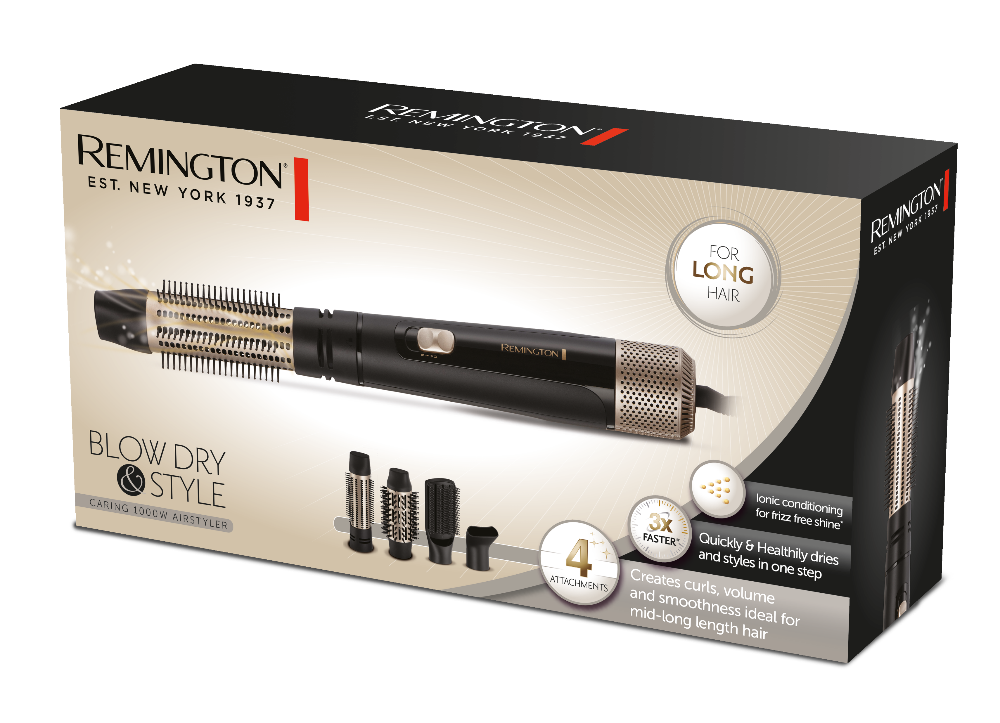 REMINGTON®
EST. NEW YORK 1937
REMINGTON®
EST. NEW YORK 1937
REMINGTON®
EST. NEW YORK 1937
FOR
LONG
HAIR
REMINGTON
BLOW DRY
& STYLE
CARING 1000W AIRSTYLER
Ionic conditioning
for frizz free shine*
3x
FASTER*
Quickly & Healthily dries
and styles in one step
4
ATTACHMENTS
Creates curls, volume
and smoothness ideal for
mid-long length hair